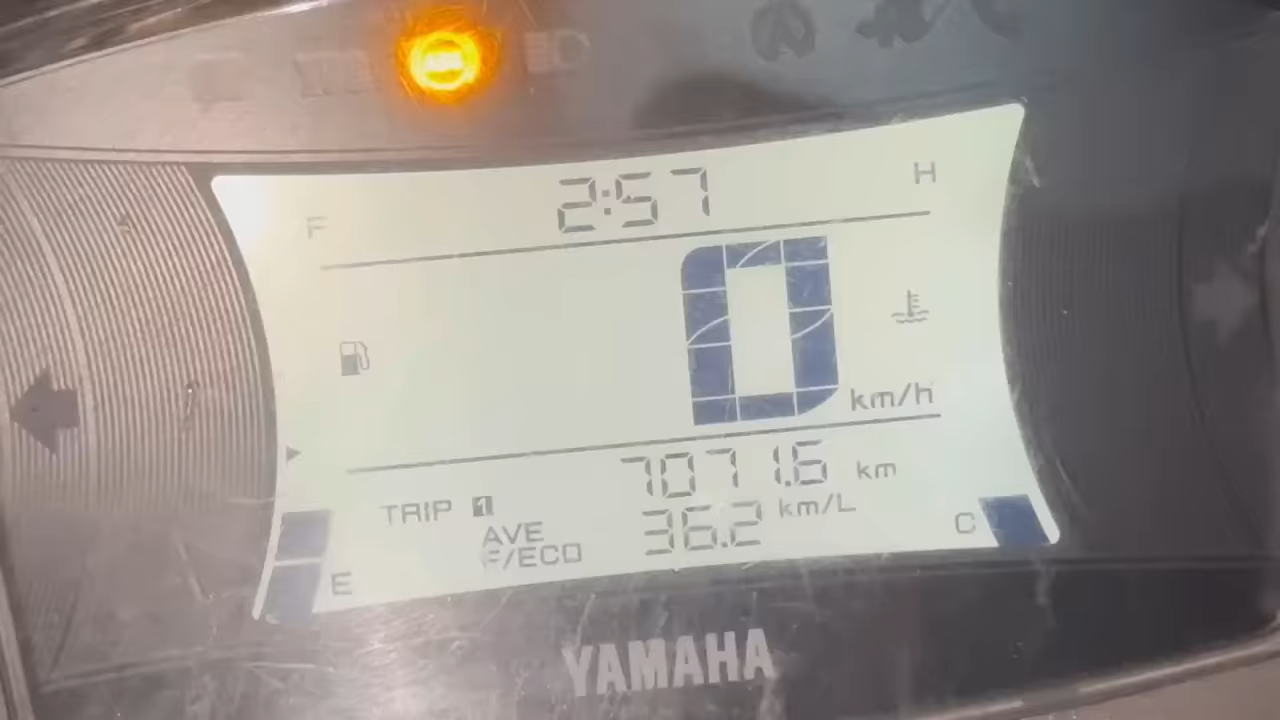 2:57
F
H
0
km/h
7071.6 km
TRIP 1
AVE F/ECO 36.2 km/L
C
E
YAMAHA